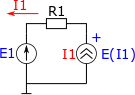 I1 R1
+
E1 I1 E(I1)